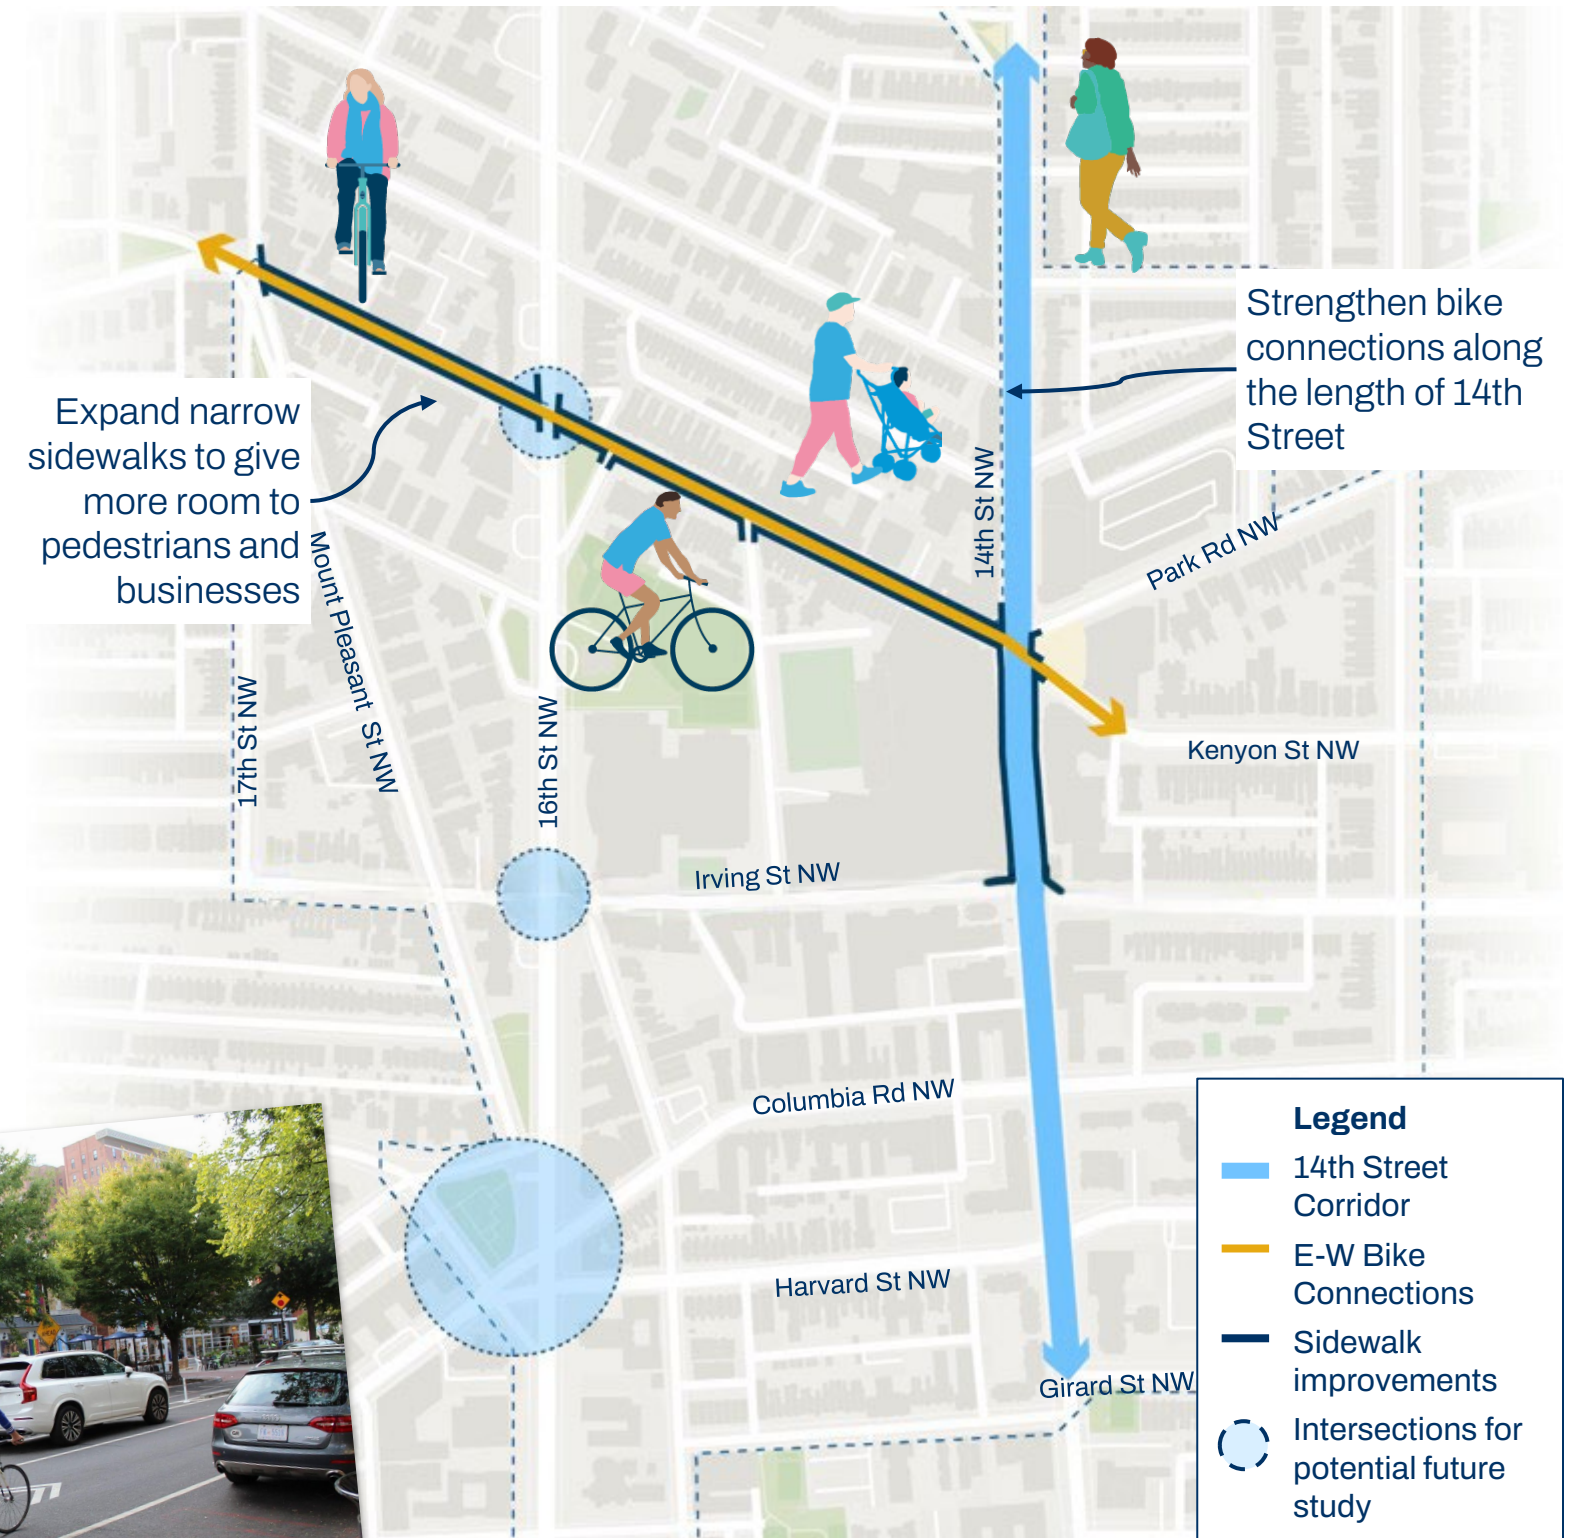 Strengthen bike
connections along
the length of 14th
Street
Expand narrow
sidewalks to give
more room to
pedestrians and
businesses
14th St NW
Park Rd NW
Mount Pleasant St NW
17th St NW
16th St NW
Kenyon St NW
Irving St NW
Columbia Rd NW
Harvard St NW
Girard St NW
Legend
14th Street
Corridor
E-W Bike
Connections
Sidewalk
improvements
Intersections for
potential future
study